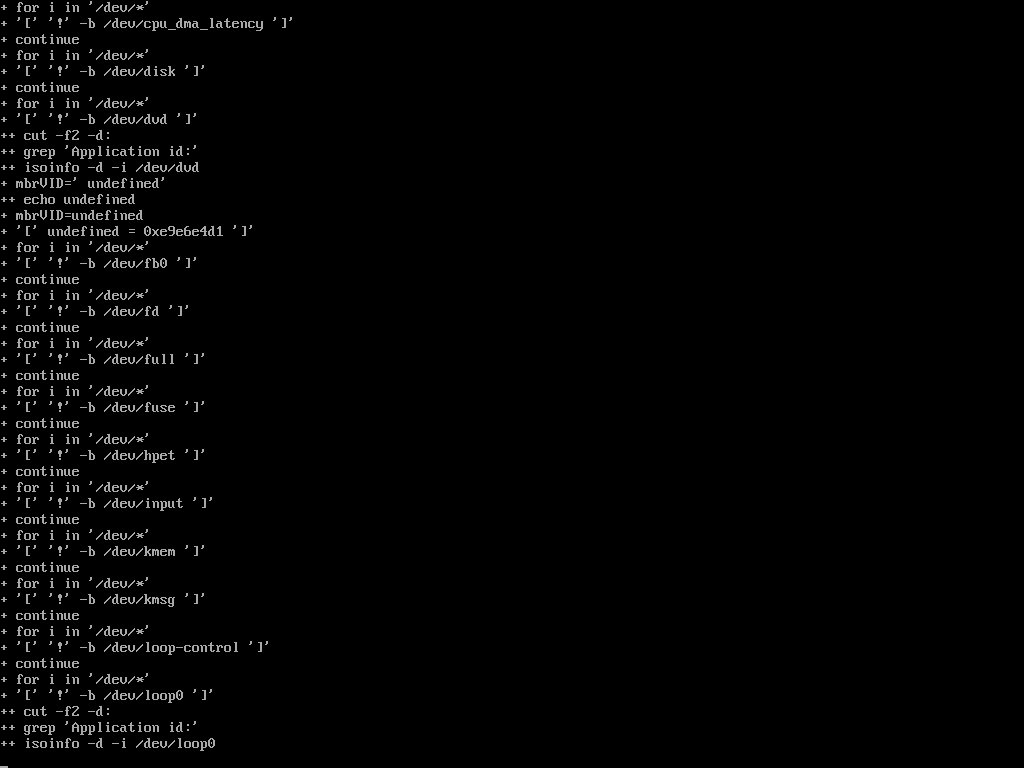 + for i in '/dev/*'
+ '[' '!' -b /dev/cpu_dma_latency ']'
+ continue
+ for i in '/dev/*'
+ '[' '!' -b /dev/disk ']'
+ continue
+ for i in '/dev/*'
+ '[' '!' -b /dev/dvd ']'
++ cut -f2 -d:
++ grep 'Application id:'
++ isoinfo -d -i /dev/dvd
+ mbrVID=' undefined'
++ echo undefined
+ mbrVID=undefined
+ '[' undefined = 0xe9e6e4d1 ']'
+ for i in '/dev/*'
+ '[' '!' -b /dev/fb0 ']'
+ continue
+ for i in '/dev/*'
+ '[' '!' -b /dev/fd ']'
+ continue
+ for i in '/dev/*'
+ '[' '!' -b /dev/full ']'
+ continue
+ for i in '/dev/*'
+ '[' '!' -b /dev/fuse ']'
+ continue
+ for i in '/dev/*'
+ '[' '!' -b /dev/hpet ']'
+ continue
+ for i in '/dev/*'
+ '[' '!' -b /dev/input ']'
+ continue
+ for i in '/dev/*'
+ '[' '!' -b /dev/kmem ']'
+ continue
+ for i in '/dev/*'
+ '[' '!' -b /dev/kmsg ']'
+ continue
+ for i in '/dev/*'
+ '[' '!' -b /dev/loop-control ']'
+ continue
+ for i in '/dev/*'
+ '[' '!' -b /dev/loop0 ']'
++ cut -f2 -d:
++ grep 'Application id:'
++ isoinfo -d -i /dev/loop0